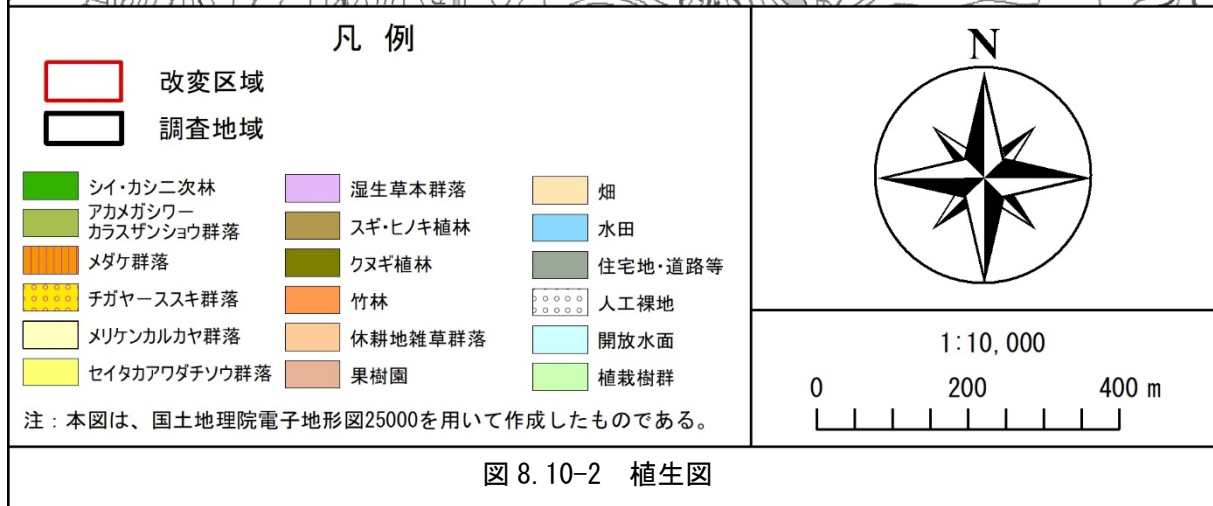 凡 例
改変区域
調査地域
シイ・カシ二次林
アカメガシワー
カラスザンショウ群落
メダケ群落
チガヤーススキ群落
メリケンカルカヤ群落
セイタカアワダチソウ群落
湿生草本群落
スギ・ヒノキ植林
クヌギ植林
竹林
休耕地雑草群落
果樹園
畑
水田
住宅地・道路等
人工裸地
開放水面
植栽樹群
注：本図は、国土地理院電子地形図25000を用いて作成したものである。
N
1:10,000
0 200 400 m
図 8.10-2 植生図